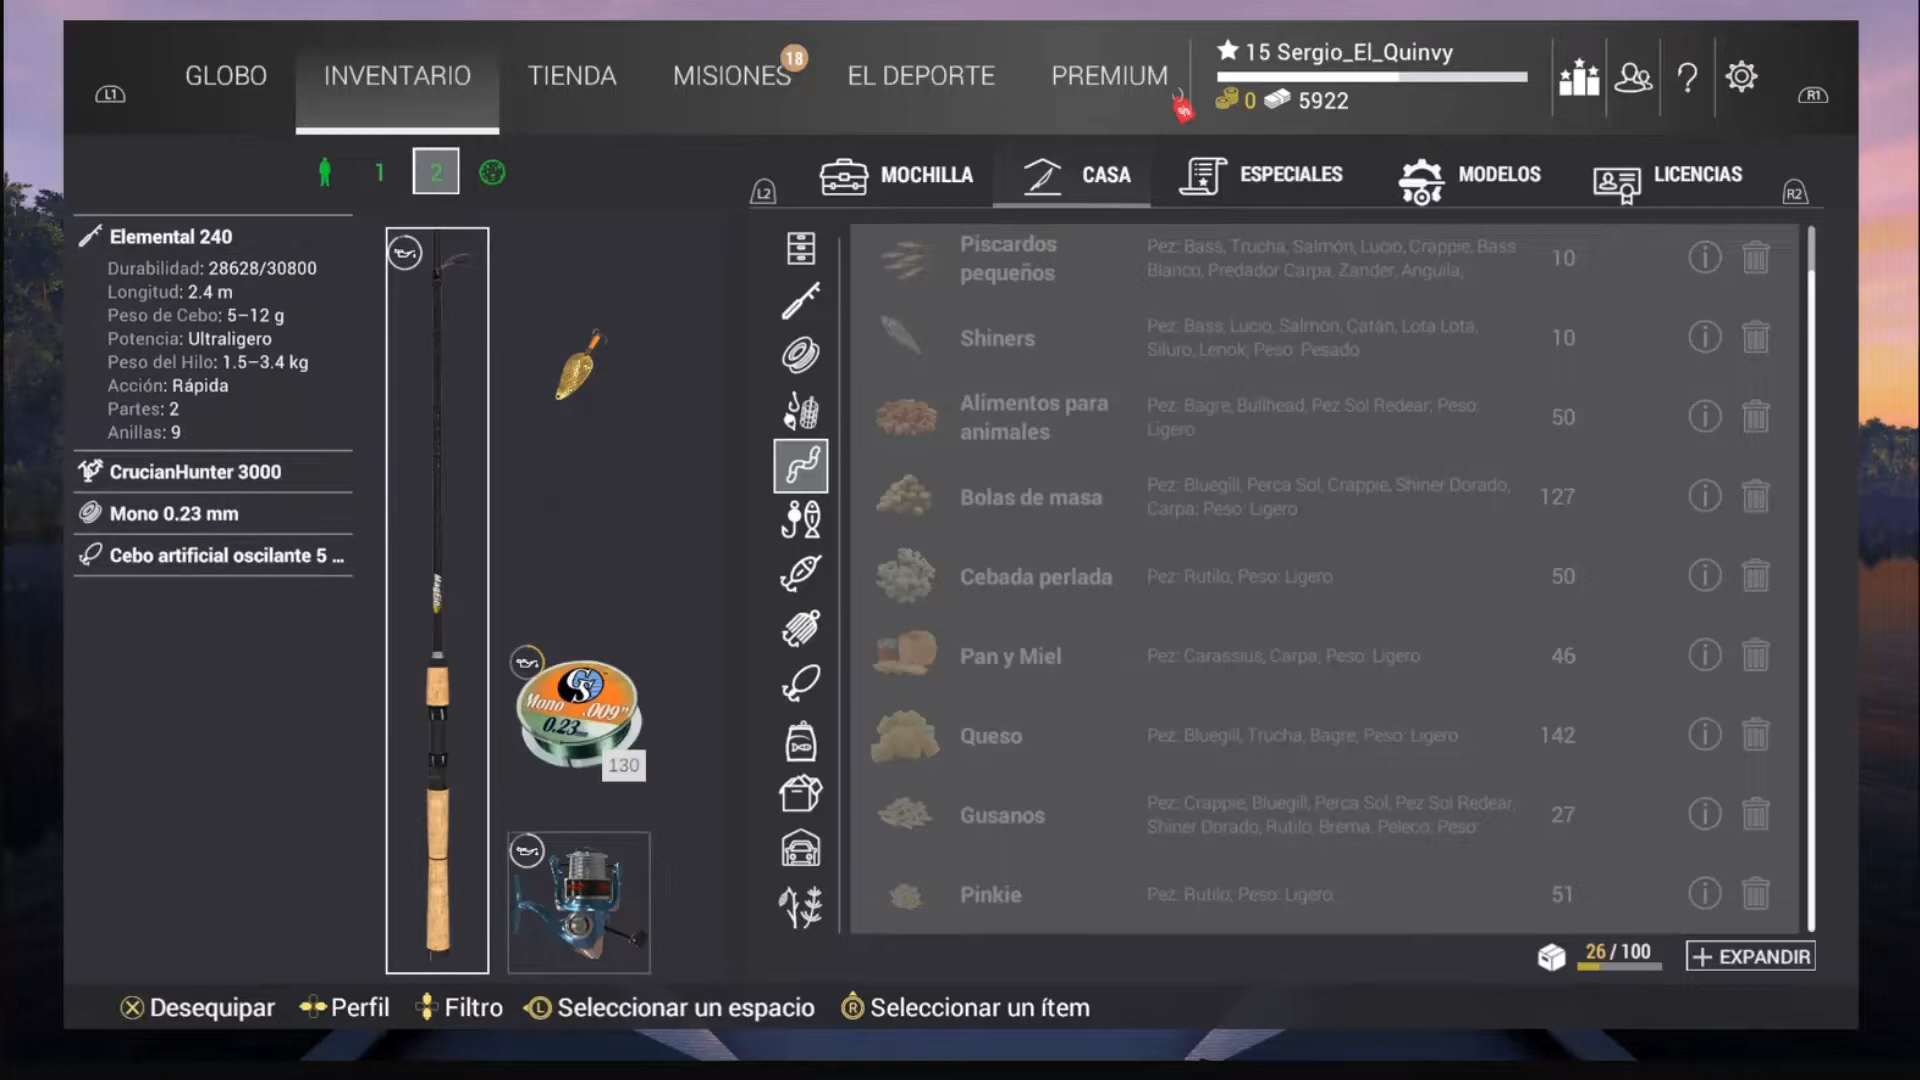 L1
GLOBO
INVENTARIO
TIENDA
MISIONES
18
EL DEPORTE
PREMIUM
15 Sergio_El_Quinvy
0
5922
R1
1
2
L2
MOCHILLA
CASA
ESPECIALES
MODELOS
LICENCIAS
R2
Elemental 240
Durabilidad: 28628/30800
Longitud: 2.4 m
Peso de Cebo: 5–12 g
Potencia: Ultraligero
Peso del Hilo: 1.5–3.4 kg
Acción: Rápida
Partes: 2
Anillas: 9
CrucianHunter 3000
Mono 0.23 mm
Cebo artificial oscilante 5 ...
Mono .009"
0.23
130
Piscardos
pequeños
Pez: Bass, Trucha, Salmón, Lucio, Crappie, Bass
Blanco, Predador Carpa, Zander, Anguila,
10
Shiners
Pez: Bass, Lucio, Salmón, Catán, Lota Lota,
Siluro, Lenok; Peso: Pesado
10
Alimentos para
animales
Pez: Bagre, Bullhead, Pez Sol Redear; Peso:
Ligero
50
Bolas de masa
Pez: Bluegill, Perca Sol, Crappie, Shiner Dorado,
Carpa; Peso: Ligero
127
Cebada perlada
Pez: Rutilo, Peso: Ligero
50
Pan y Miel
Pez: Carassius, Carpa, Peso: Ligero
46
Queso
Pez: Bluegill, Trucha, Bagre; Peso: Ligero
142
Gusanos
Pez: Crappie, Bluegill, Perca Sol, Pez Sol Redear,
Shiner Dorado, Rutilo, Brema, Peleco; Peso:
27
Pinkie
Pez: Rutilo, Peso: Ligero,
51
26 / 100
+ EXPANDIR
Desequipar
Perfil
Filtro
L Seleccionar un espacio
R Seleccionar un ítem